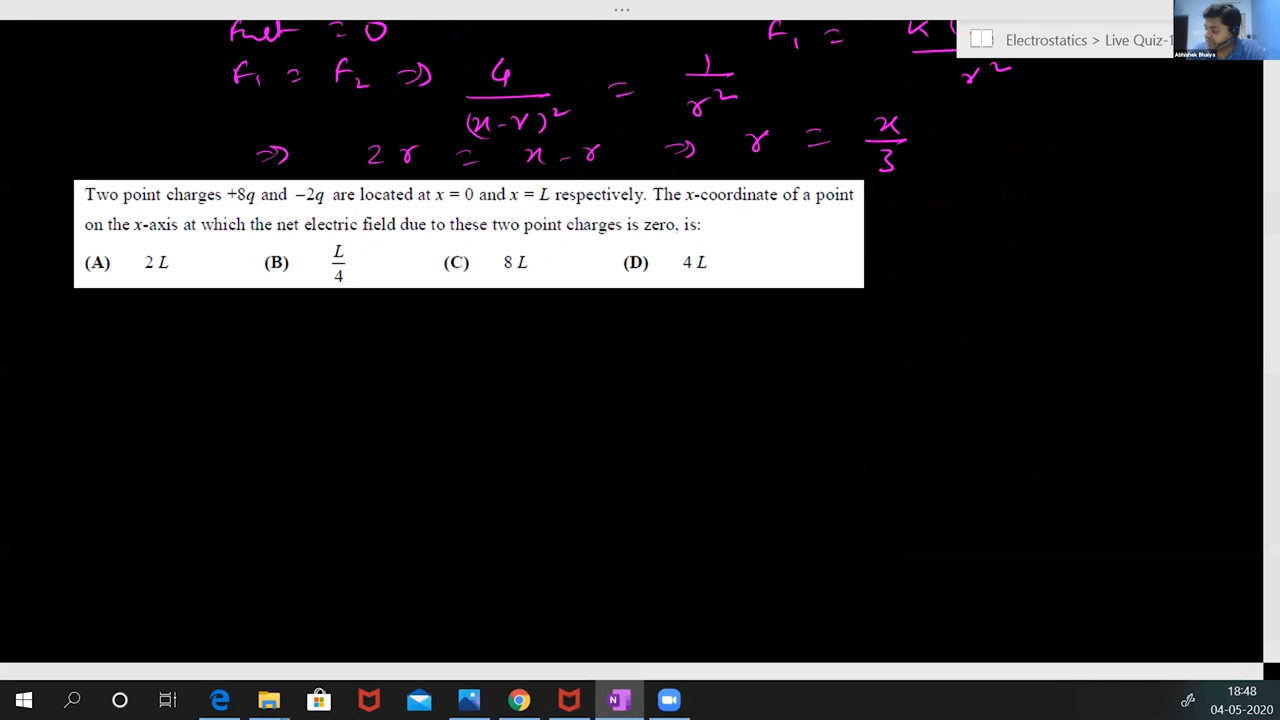 ...
Fnet = 0
F1 =
Electrostatics > Live Quiz-1
Abhishek Bhaiya
F1 = F2 ⇒ 4/(x-r)² = 1/r²
r²
⇒ 2r = x - r ⇒ r = x/3
Two point charges +8q and −2q are located at x = 0 and x = L respectively. The x-coordinate of a point
on the x-axis at which the net electric field due to these two point charges is zero, is:
(A) 2 L (B) L/4 (C) 8 L (D) 4 L
18:48
04-05-2020